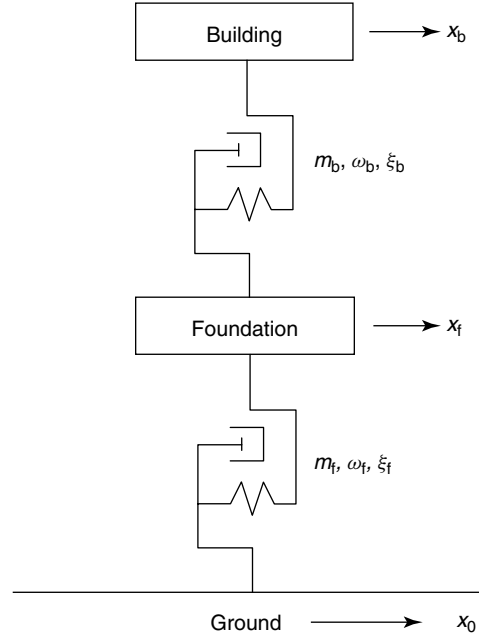 Building
x_b
m_b, ω_b, ξ_b
Foundation
x_f
m_f, ω_f, ξ_f
Ground
x_0